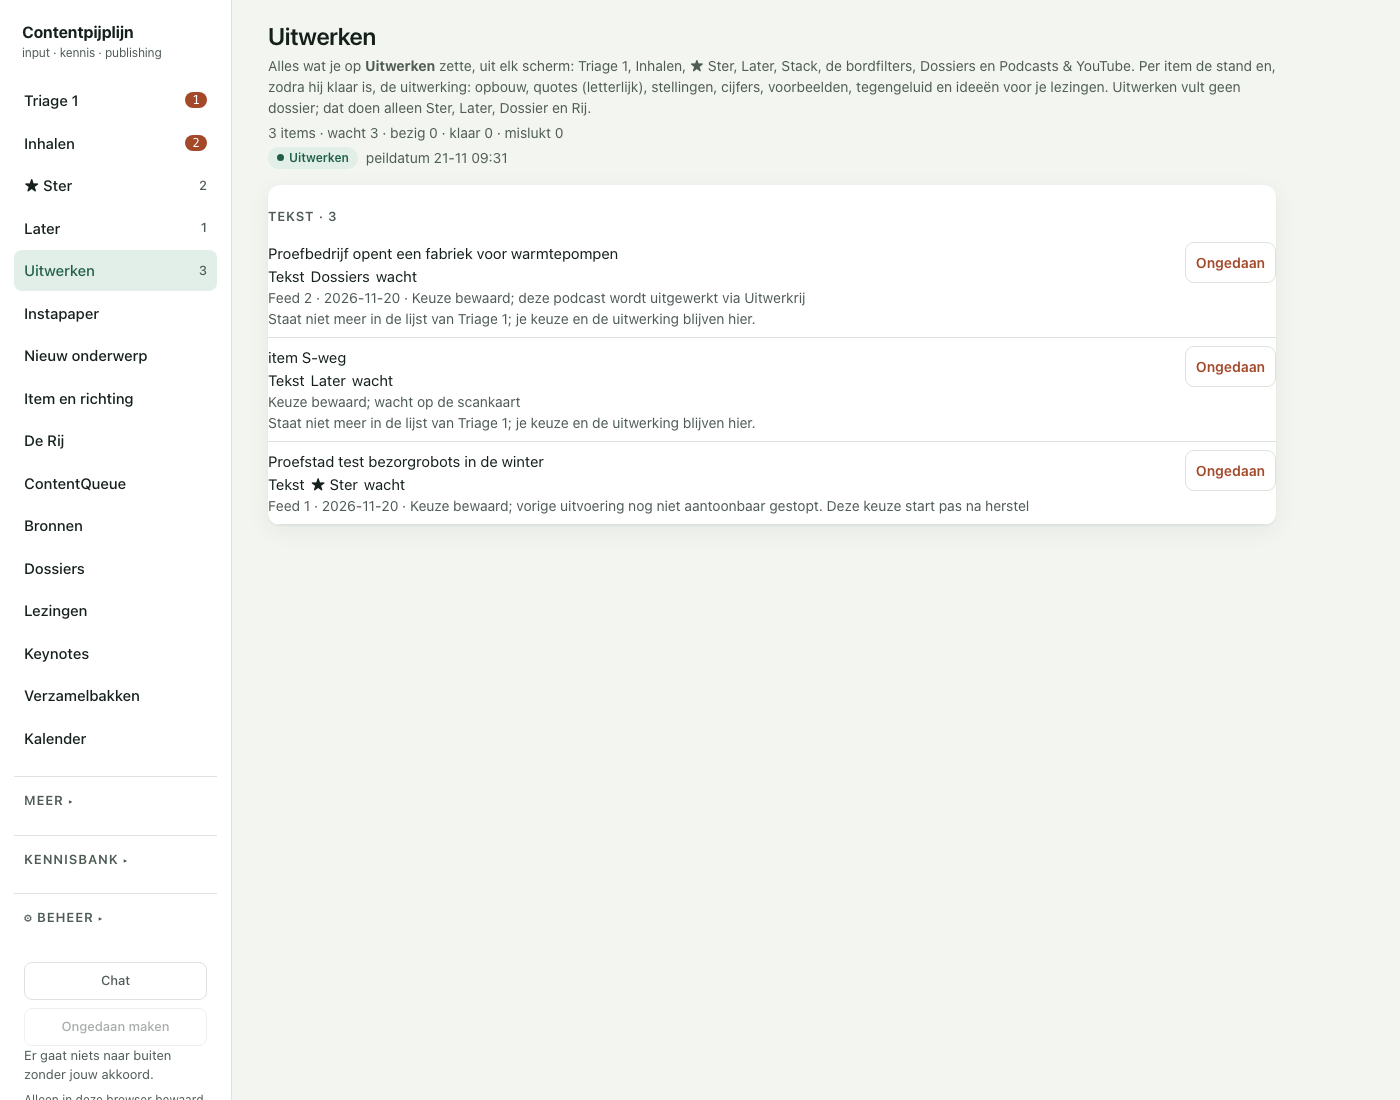 Contentpijplijn
input · kennis · publishing
Triage 1 1
Inhalen 2
★ Ster 2
Later 1
Uitwerken 3
Instapaper
Nieuw onderwerp
Item en richting
De Rij
ContentQueue
Bronnen
Dossiers
Lezingen
Keynotes
Verzamelbakken
Kalender
MEER ▸
KENNISBANK ▸
⚙ BEHEER ▸
Chat
Ongedaan maken
Er gaat niets naar buiten
zonder jouw akkoord.
Alleen in deze browser bewaard
Uitwerken
Alles wat je op Uitwerken zette, uit elk scherm: Triage 1, Inhalen, ★ Ster, Later, Stack, de bordfilters, Dossiers en Podcasts & YouTube. Per item de stand en,
zodra hij klaar is, de uitwerking: opbouw, quotes (letterlijk), stellingen, cijfers, voorbeelden, tegengeluid en ideeën voor je lezingen. Uitwerken vult geen
dossier; dat doen alleen Ster, Later, Dossier en Rij.
3 items · wacht 3 · bezig 0 · klaar 0 · mislukt 0
● Uitwerken peildatum 21-11 09:31
TEKST · 3
Proefbedrijf opent een fabriek voor warmtepompen
Ongedaan
Tekst Dossiers wacht
Feed 2 · 2026-11-20 · Keuze bewaard; deze podcast wordt uitgewerkt via Uitwerkrij
Staat niet meer in de lijst van Triage 1; je keuze en de uitwerking blijven hier.
item S-weg
Ongedaan
Tekst Later wacht
Keuze bewaard; wacht op de scankaart
Staat niet meer in de lijst van Triage 1; je keuze en de uitwerking blijven hier.
Proefstad test bezorgrobots in de winter
Ongedaan
Tekst ★ Ster wacht
Feed 1 · 2026-11-20 · Keuze bewaard; vorige uitvoering nog niet aantoonbaar gestopt. Deze keuze start pas na herstel